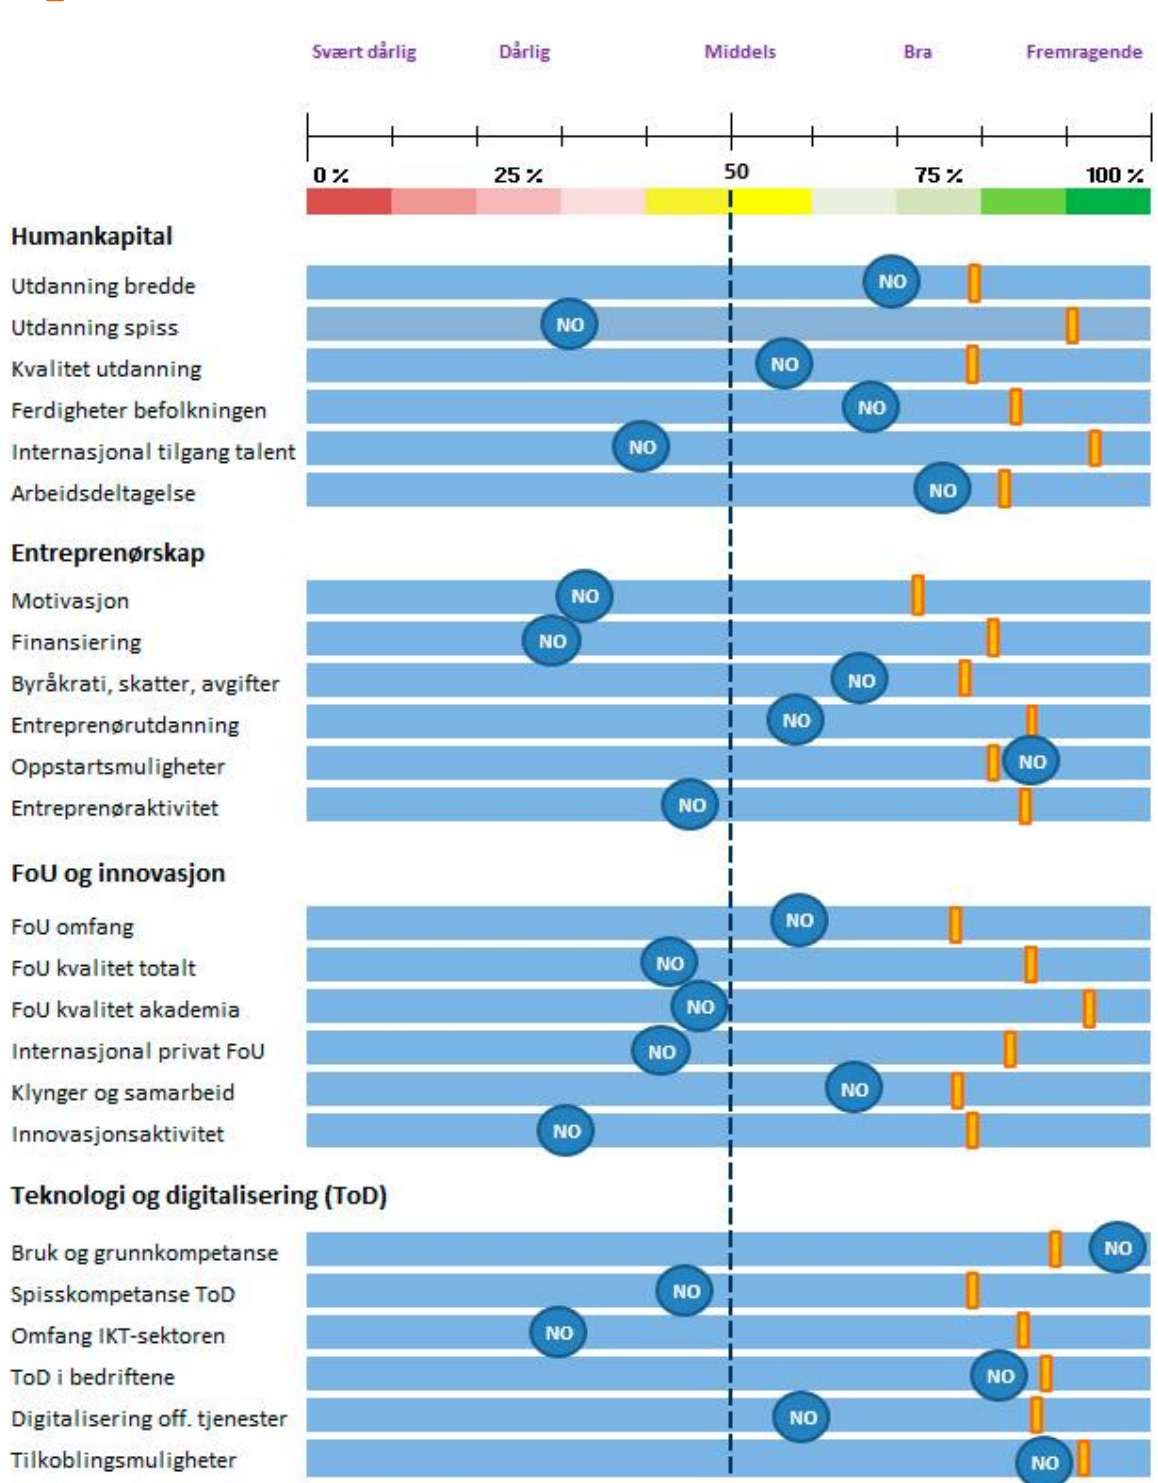 Svært dårlig Dårlig Middels Bra Fremragende
0 % 25 % 50 75 % 100 %
Humankapital
Utdanning bredde NO
Utdanning spiss NO
Kvalitet utdanning NO
Ferdigheter befolkningen NO
Internasjonal tilgang talent NO
Arbeidsdeltagelse NO
Entreprenørskap
Motivasjon NO
Finansiering NO
Byråkrati, skatter, avgifter NO
Entreprenørutdanning NO
Oppstartsmuligheter NO
Entreprenøraktivitet NO
FoU og innovasjon
FoU omfang NO
FoU kvalitet totalt NO
FoU kvalitet akademia NO
Internasjonal privat FoU NO
Klynger og samarbeid NO
Innovasjonsaktivitet NO
Teknologi og digitalisering (ToD)
Bruk og grunnkompetanse NO
Spisskompetanse ToD NO
Omfang IKT-sektoren NO
ToD i bedriftene NO
Digitalisering off. tjenester NO
Tilkoblingsmuligheter NO